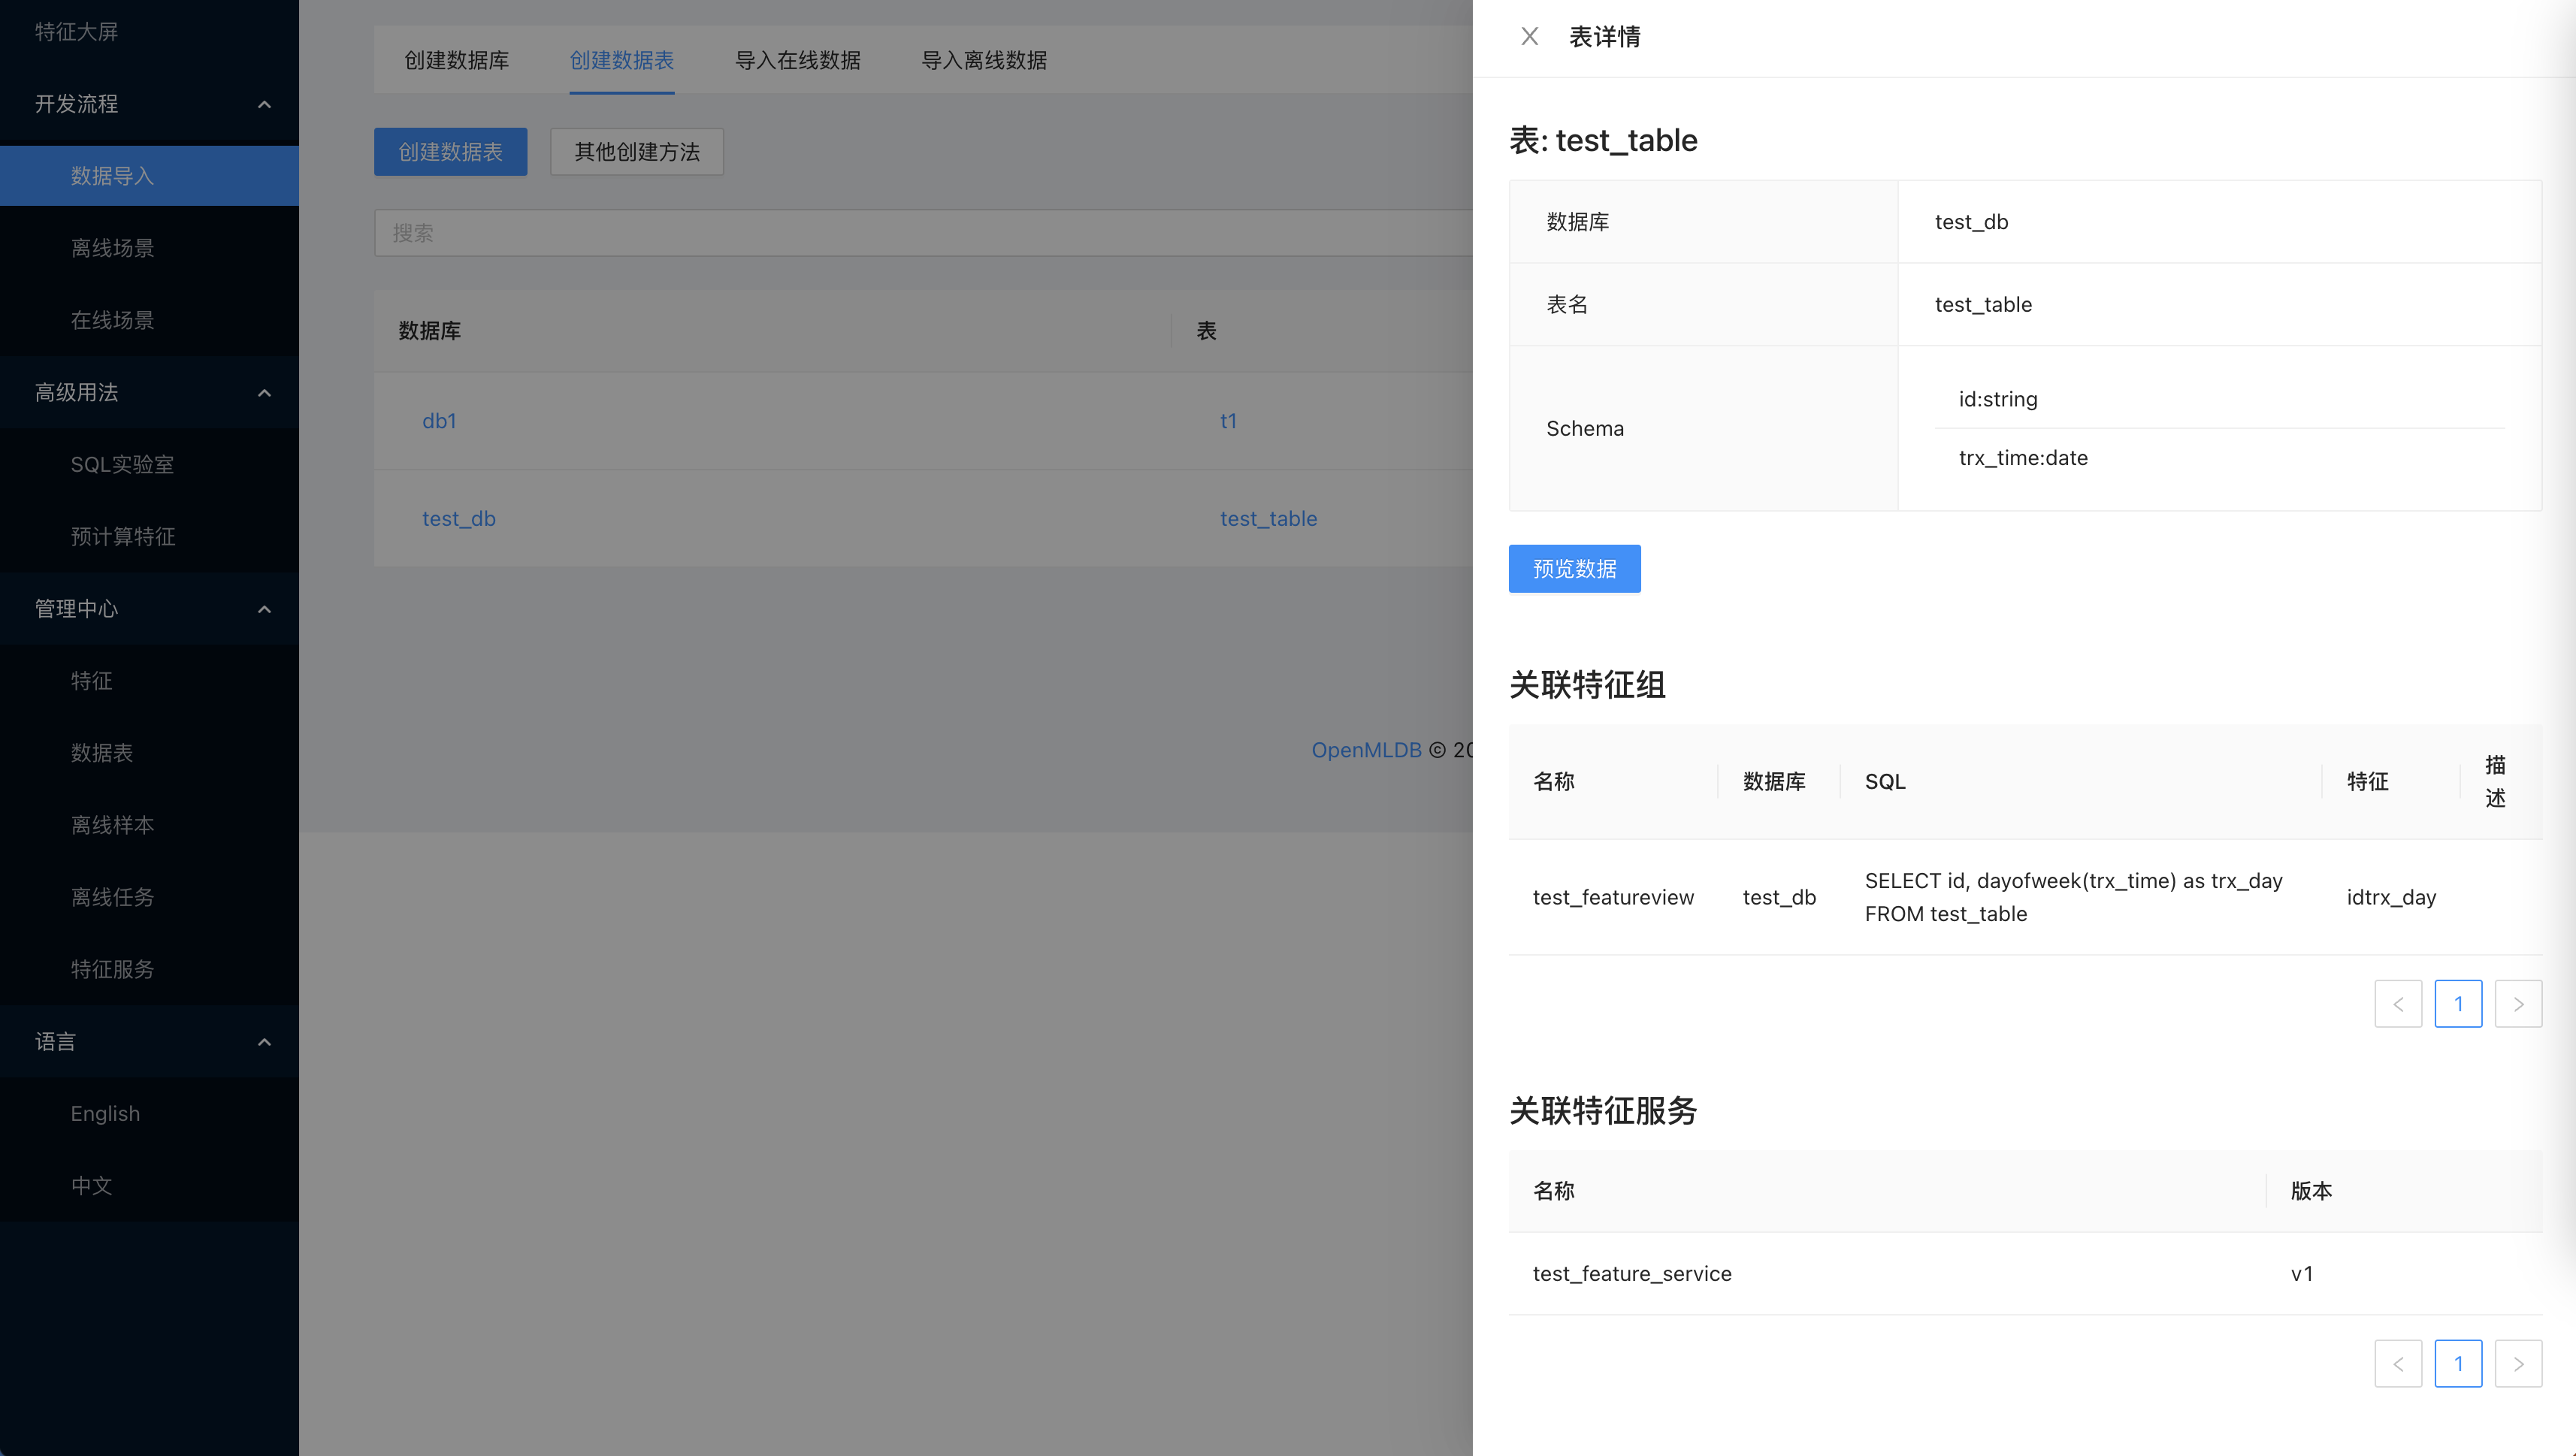 特征大屏
开发流程
数据导入
离线场景
在线场景
高级用法
SQL实验室
预计算特征
管理中心
特征
数据表
离线样本
离线任务
特征服务
语言
English
中文
创建数据库 创建数据表 导入在线数据 导入离线数据
创建数据表 其他创建方法
搜索
数据库 表
db1 t1
test_db test_table
OpenMLDB ©
表详情
表: test_table
数据库 test_db
表名 test_table
Schema
id:string
trx_time:date
预览数据
关联特征组
名称 数据库 SQL 特征 描述
test_featureview test_db SELECT id, dayofweek(trx_time) as trx_day
FROM test_table
idtrx_day
1
关联特征服务
名称 版本
test_feature_service v1
1